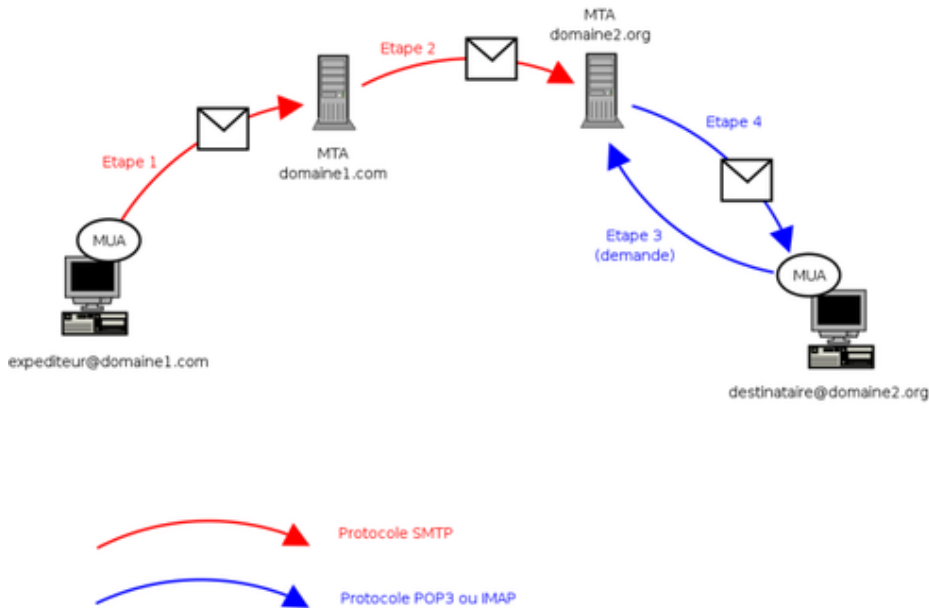 MTA
domaine2.org
Etape 2
Etape 4
MTA
domaine1.com
Etape 1
Etape 3
(demande)
MUA
MUA
expediteur@domaine1.com
destinataire@domaine2.org
Protocole SMTP
Protocole POP3 ou IMAP